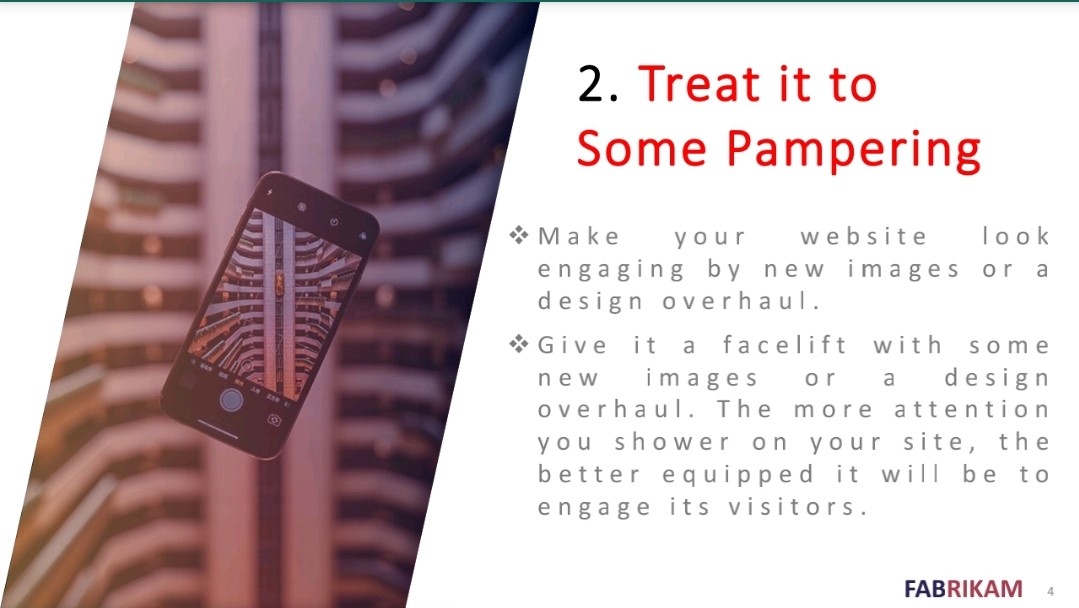 2. Treat it to
Some Pampering
❖ Make your website look
engaging by new images or a
design overhaul.
❖ Give it a facelift with some
new images or a design
overhaul. The more attention
you shower on your site, the
better equipped it will be to
engage its visitors.
FABRIKAM 4